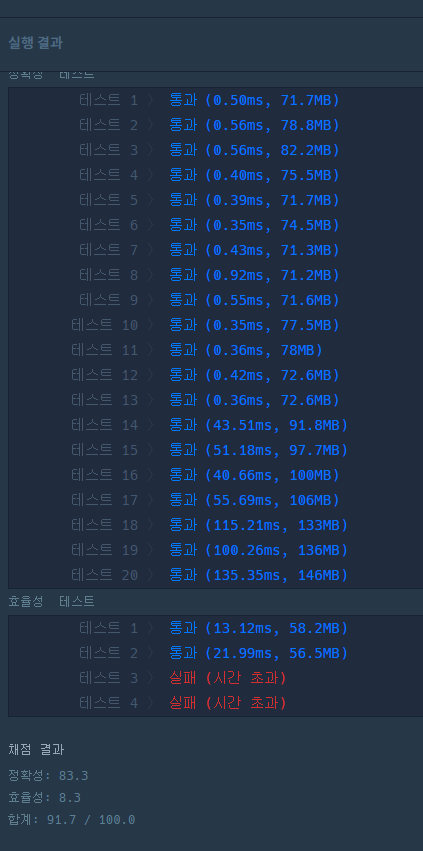 실행 결과
정확성 테스트
테스트 1 〉 통과 (0.50ms, 71.7MB)
테스트 2 〉 통과 (0.56ms, 78.8MB)
테스트 3 〉 통과 (0.56ms, 82.2MB)
테스트 4 〉 통과 (0.40ms, 75.5MB)
테스트 5 〉 통과 (0.39ms, 71.7MB)
테스트 6 〉 통과 (0.35ms, 74.5MB)
테스트 7 〉 통과 (0.43ms, 71.3MB)
테스트 8 〉 통과 (0.92ms, 71.2MB)
테스트 9 〉 통과 (0.55ms, 71.6MB)
테스트 10 〉 통과 (0.35ms, 77.5MB)
테스트 11 〉 통과 (0.36ms, 78MB)
테스트 12 〉 통과 (0.42ms, 72.6MB)
테스트 13 〉 통과 (0.36ms, 72.6MB)
테스트 14 〉 통과 (43.51ms, 91.8MB)
테스트 15 〉 통과 (51.18ms, 97.7MB)
테스트 16 〉 통과 (40.66ms, 100MB)
테스트 17 〉 통과 (55.69ms, 106MB)
테스트 18 〉 통과 (115.21ms, 133MB)
테스트 19 〉 통과 (100.26ms, 136MB)
테스트 20 〉 통과 (135.35ms, 146MB)
효율성 테스트
테스트 1 〉 통과 (13.12ms, 58.2MB)
테스트 2 〉 통과 (21.99ms, 56.5MB)
테스트 3 〉 실패 (시간 초과)
테스트 4 〉 실패 (시간 초과)
채점 결과
정확성: 83.3
효율성: 8.3
합계: 91.7 / 100.0